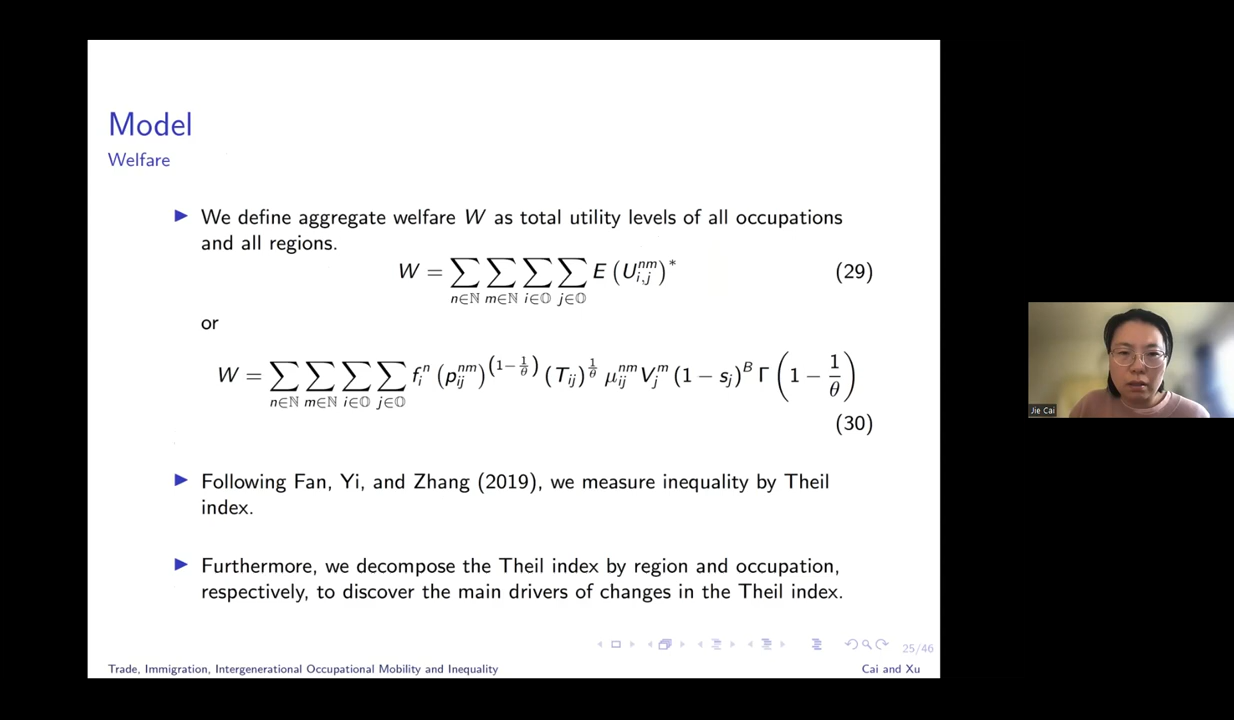 Model
Welfare
▶ We define aggregate welfare W as total utility levels of all occupations
and all regions.
W = ∑_{n∈ℕ} ∑_{m∈ℕ} ∑_{i∈𝕆} ∑_{j∈𝕆} E (U_{i,j}^{nm})^* (29)
or
W = ∑_{n∈ℕ} ∑_{m∈ℕ} ∑_{i∈𝕆} ∑_{j∈𝕆} f_i^n (p_{ij}^{nm})^{(1−1/θ)} (T_{ij})^{1/θ} μ_{ij}^{nm} V_j^m (1 − s_j)^B Γ (1 − 1/θ)
(30)
▶ Following Fan, Yi, and Zhang (2019), we measure inequality by Theil
index.
▶ Furthermore, we decompose the Theil index by region and occupation,
respectively, to discover the main drivers of changes in the Theil index.
25/46
Trade, Immigration, Intergenerational Occupational Mobility and Inequality
Cai and Xu
Jie Cai